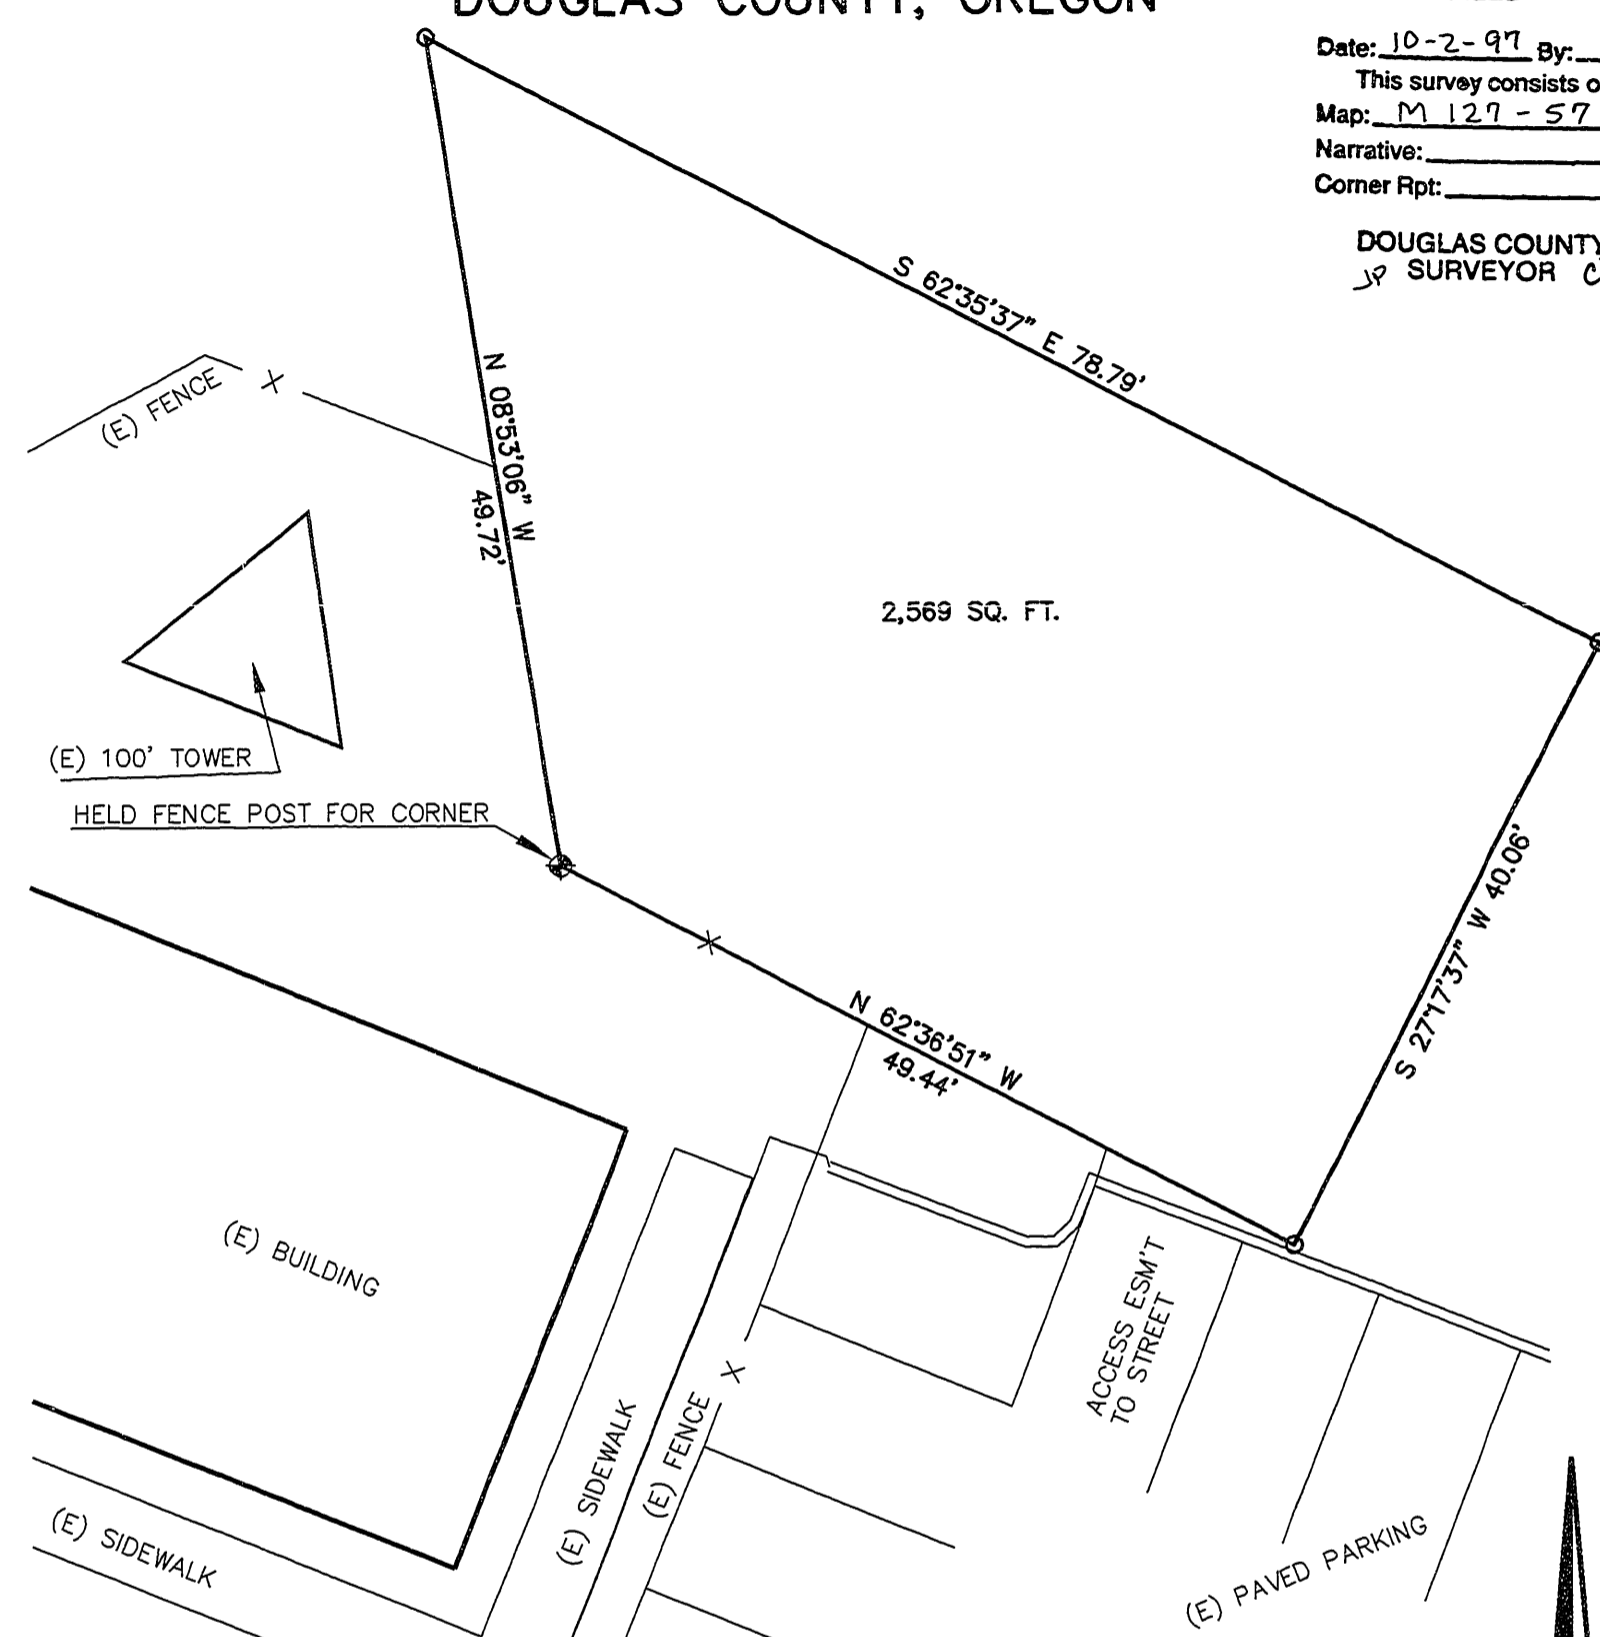 DOUGLAS COUNTY, OREGON
Date: 10-2-97 By:
This survey consists o
Map: M 127-57
Narrative:
Corner Rpt:
DOUGLAS COUNTY
SURVEYOR
S 62°35'37" E 78.79'
N 08°53'06" W
49.72'
(E) FENCE
2,569 SQ. FT.
(E) 100' TOWER
HELD FENCE POST FOR CORNER
S 27°17'37" W 40.06'
N 62°36'51" W
49.44'
(E) BUILDING
ACCESS ESM'T
TO STREET
(E) SIDEWALK
(E) FENCE
(E) SIDEWALK
(E) PAVED PARKING